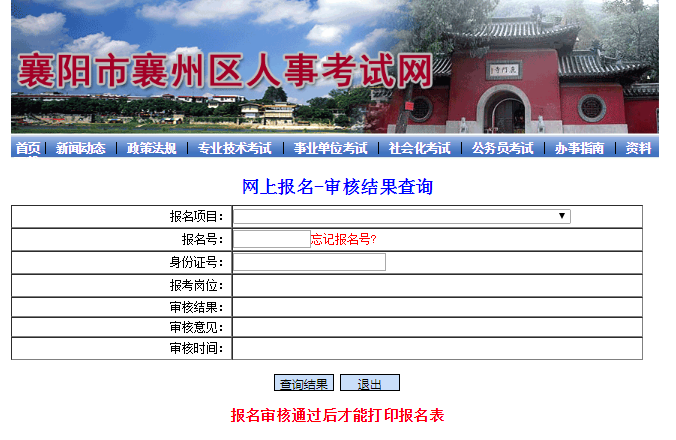 襄阳市襄州区人事考试网
首页 | 新闻动态 | 政策法规 | 专业技术考试 | 事业单位考试 | 社会化考试 | 公务员考试 | 办事指南 | 资料
网上报名-审核结果查询
报名项目：
报名号： 忘记报名号?
身份证号：
报考岗位：
审核结果：
审核意见：
审核时间：
查询结果 退出
报名审核通过后才能打印报名表